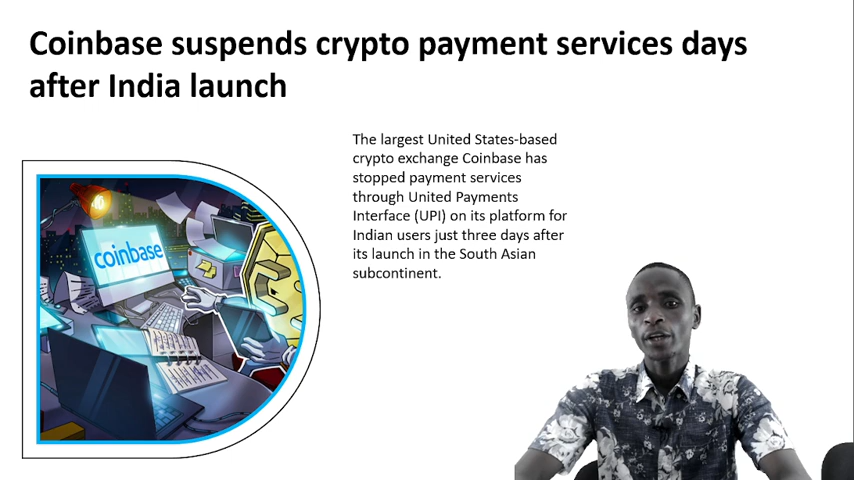 Coinbase suspends crypto payment services days
after India launch
The largest United States-based
crypto exchange Coinbase has
stopped payment services
through United Payments
Interface (UPI) on its platform for
Indian users just three days after
its launch in the South Asian
subcontinent.
coinbase